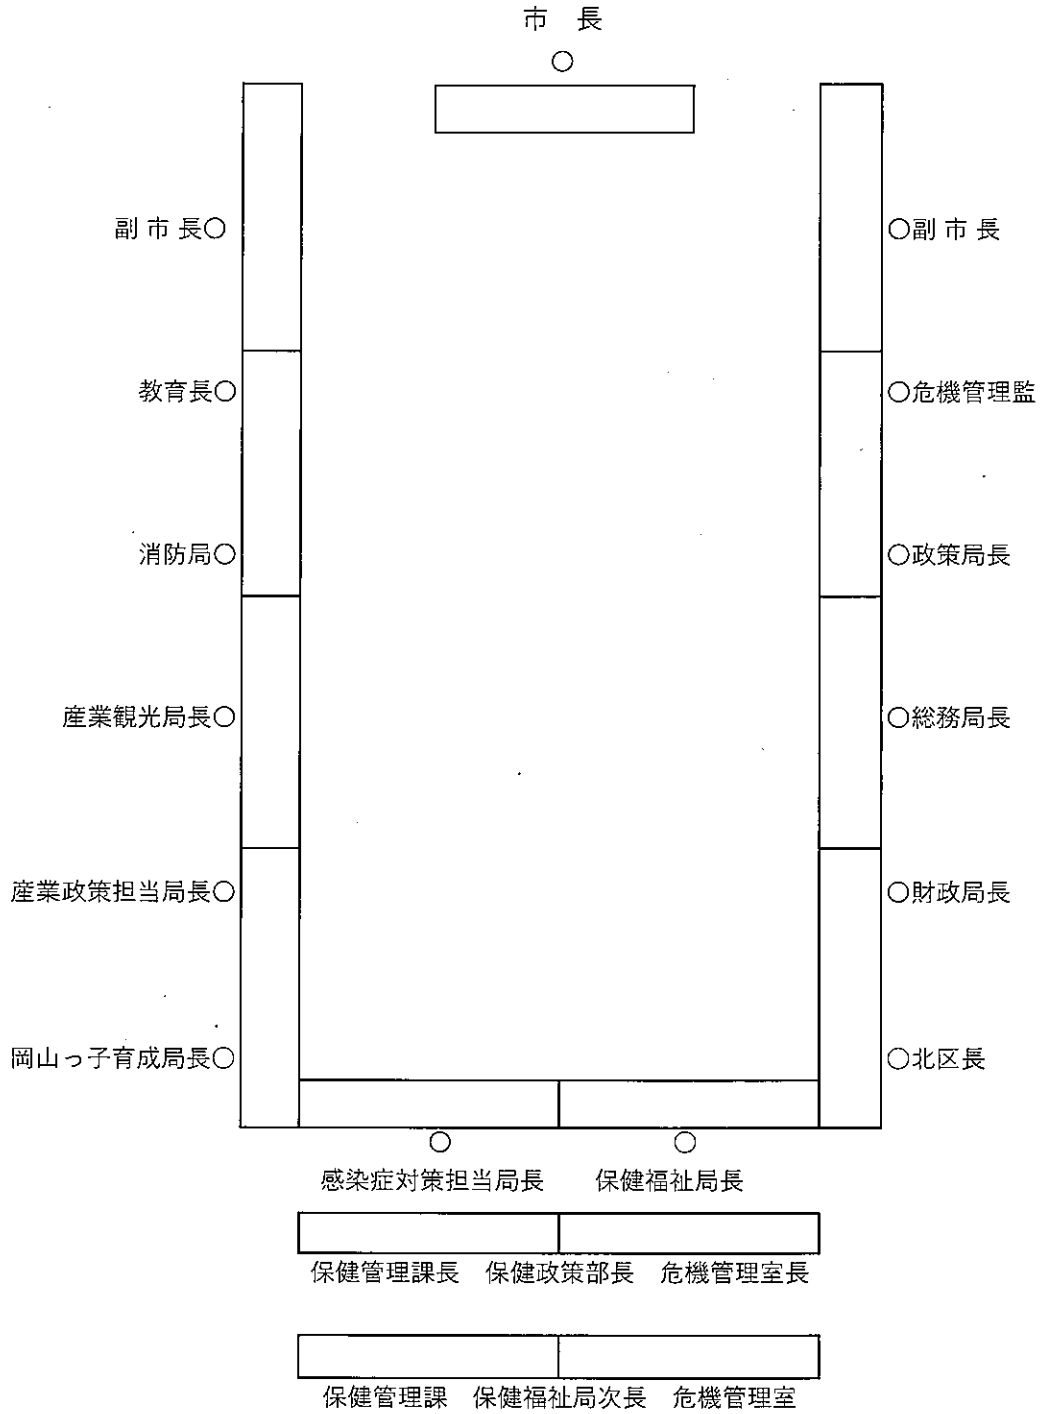 市 長
○
副 市 長○ ○副 市 長
教育長○ ○危機管理監
消防局○ ○政策局長
産業観光局長○ ○総務局長
産業政策担当局長○ ○財政局長
岡山っ子育成局長○ ○北区長
○ ○
感染症対策担当局長 保健福祉局長
保健管理課長 保健政策部長 危機管理室長
保健管理課 保健福祉局次長 危機管理室